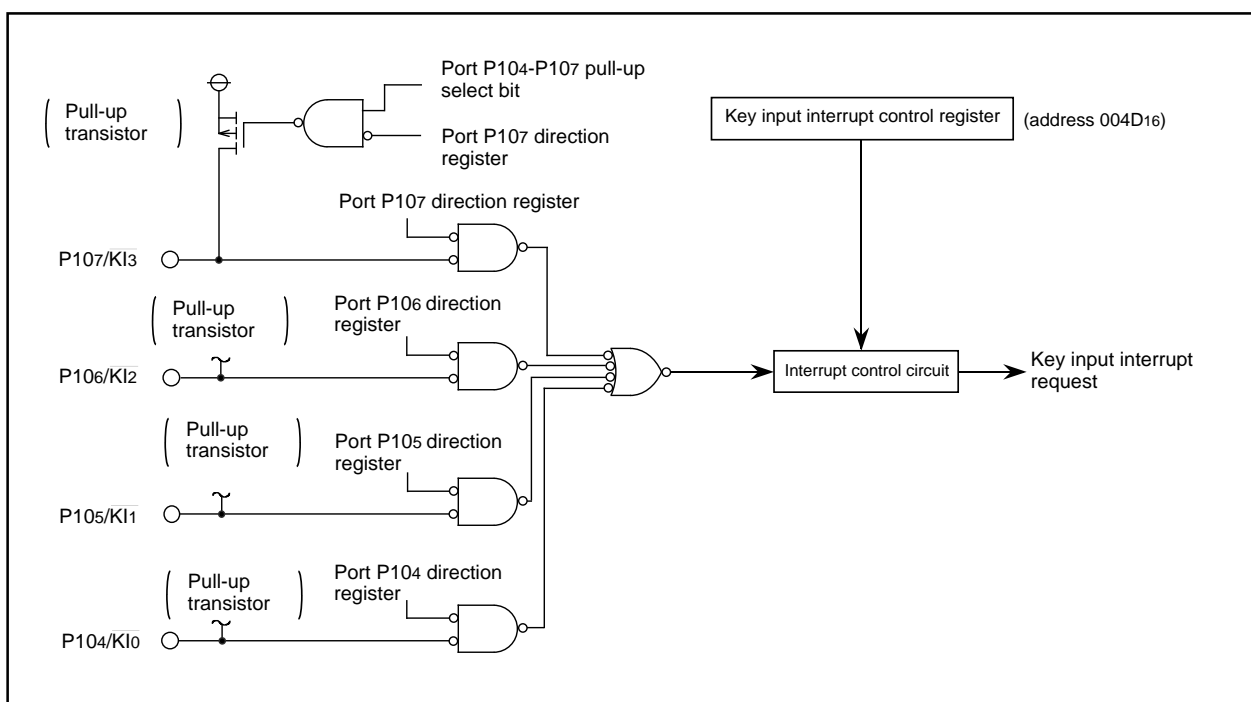 Port P104-P107 pull-up
select bit
( Pull-up
transistor )
Port P107 direction
register
Key input interrupt control register
(address 004D16)
Port P107 direction register
P107/KI3
( Pull-up
transistor )
Port P106 direction
register
P106/KI2
Interrupt control circuit
Key input interrupt
request
( Pull-up
transistor )
Port P105 direction
register
P105/KI1
( Pull-up
transistor )
Port P104 direction
register
P104/KI0